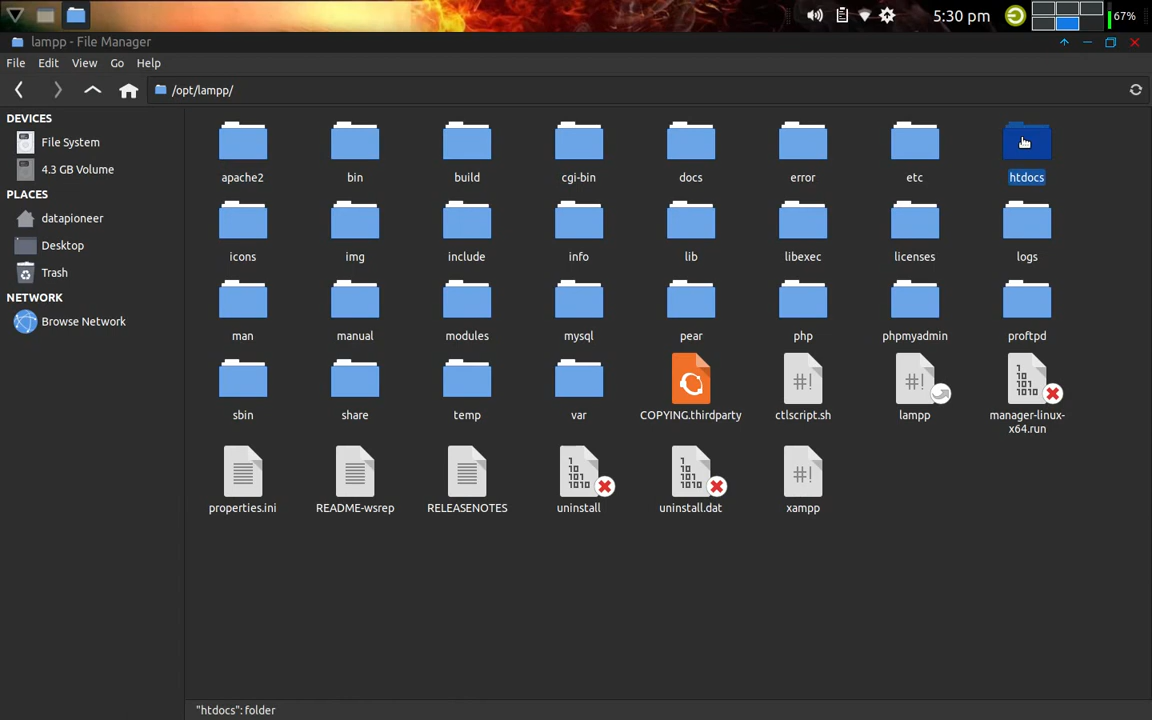 5:30 pm
67%
lampp - File Manager
File Edit View Go Help
/opt/lampp/
DEVICES
File System
4.3 GB Volume
PLACES
datapioneer
Desktop
Trash
NETWORK
Browse Network
apache2 bin build cgi-bin docs error etc htdocs
icons img include info lib libexec licenses logs
man manual modules mysql pear php phpmyadmin proftpd
sbin share temp var COPYING.thirdparty ctlscript.sh lampp manager-linux-
x64.run
properties.ini README-wsrep RELEASENOTES uninstall uninstall.dat xampp
"htdocs": folder